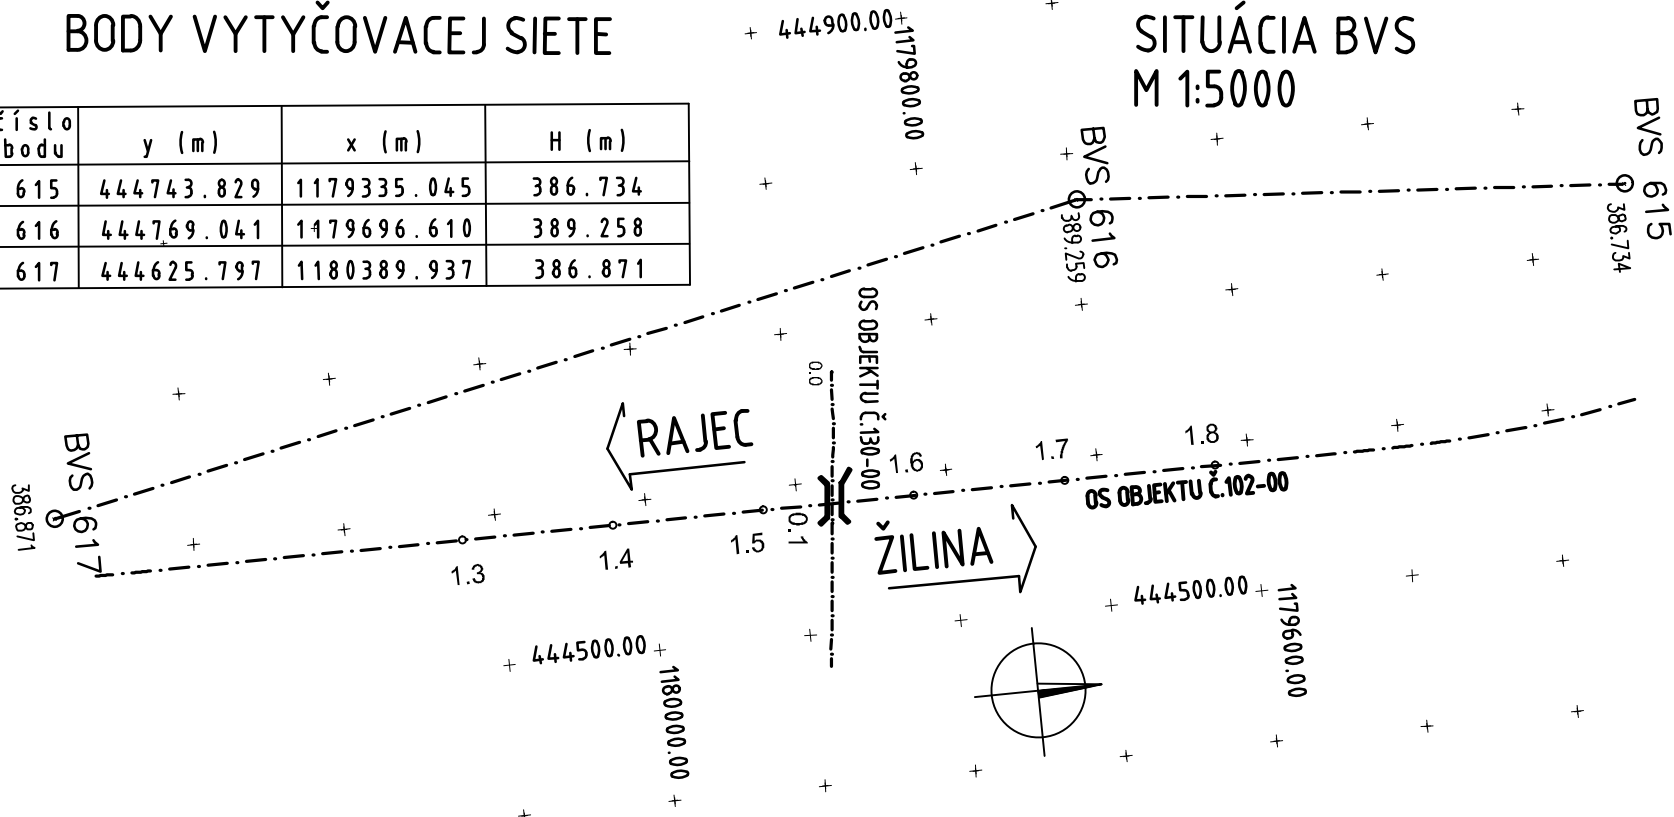 BODY VYTYČOVACEJ SIETE
číslo bodu y (m) x (m) H (m)
615 444743.829 1179335.045 386.734
616 444769.041 1179696.610 389.258
617 444625.797 1180389.937 386.871
444900.00
1179800.00
SITUÁCIA BVS
M 1:5000
BVS 616
389.259
BVS 615
386.734
OS OBJEKTU Č.130-00
0.0
RAJEC
BVS 617
386.871
1.3
1.4
1.5
0.1
1.6
1.7
1.8
OS OBJEKTU Č.102-00
ŽILINA
444500.00
1180000.00
444500.00
1179600.00